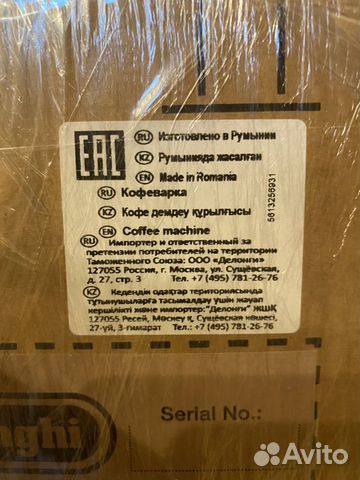 EAC
RU Изготовлено в Румынии
KZ Румынияда жасалған
EN Made in Romania
RU Кофеварка
KZ Кофе демдеу құрылғысы
EN Coffee machine
RU Импортер и ответственный за
претензии потребителей на территории
Таможенного Союза: ООО «Делонги»
127055 Россия, г. Москва, ул. Сущёвская,
д. 27, стр. 3 Тел. +7 (495) 781-26-76
KZ Кедендік одақтар территориясында
тұтынушыларға тасымалдау үшін жауап
кершілігі және импортер:"Делонги" ЖШҚ
127055 Ресей, Мәскеу қ. Сущёвская көшесі,
27-үй, 3-ғимарат Тел.: +7 (495) 781-26-76
5613256931
nghi
Serial No.:
Avito